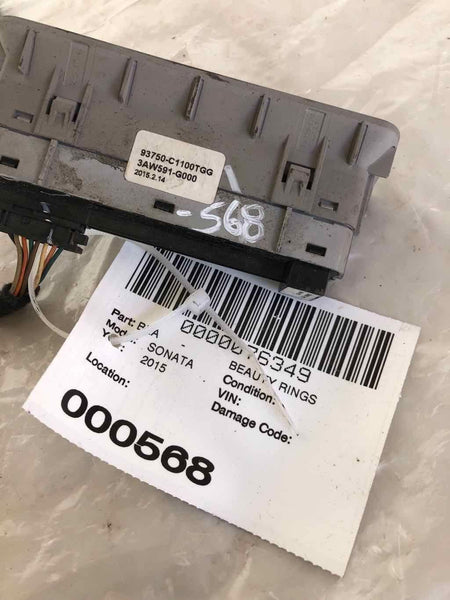 93750-C1100TGG
3AW591-G000
2015.2.14
-568
Part:
SONATA
2015
BEAUTY RINGS
Condition:
VIN:
Damage Code:
Location:
000568